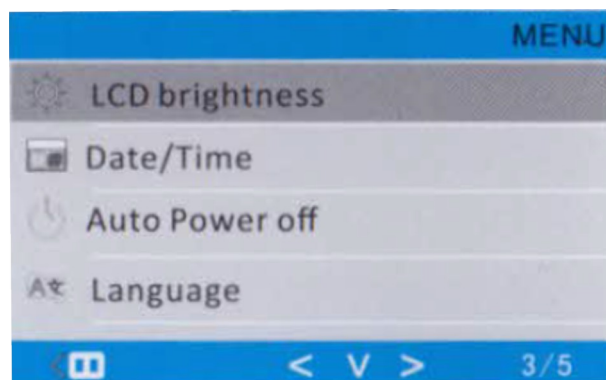 MENU
LCD brightness
Date/Time
Auto Power off
Language
< V > 3/5